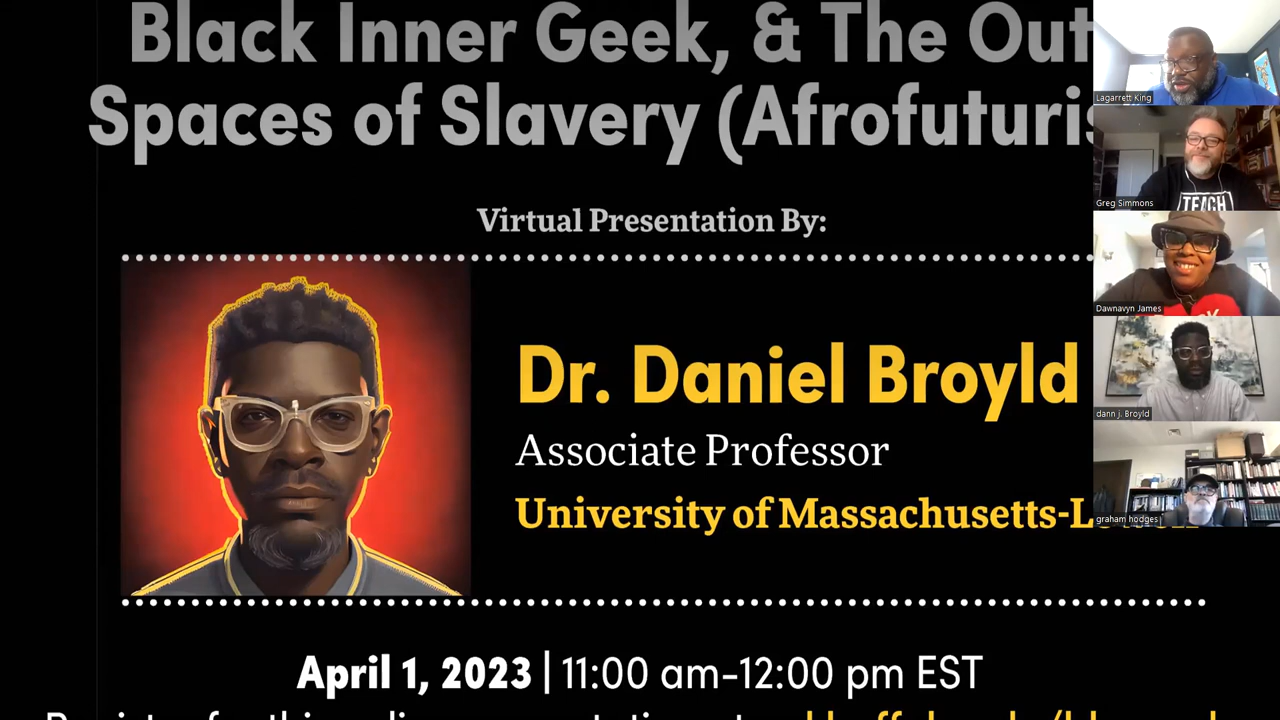 Black Inner Geek, & The Out
Spaces of Slavery (Afrofuturis
Virtual Presentation By:
Dr. Daniel Broyld
Associate Professor
University of Massachusetts-L
April 1, 2023 | 11:00 am-12:00 pm EST
Lagarrett King
Greg Simmons
TEACH
Dawnavyn James
dann j. Broyld
graham hodges